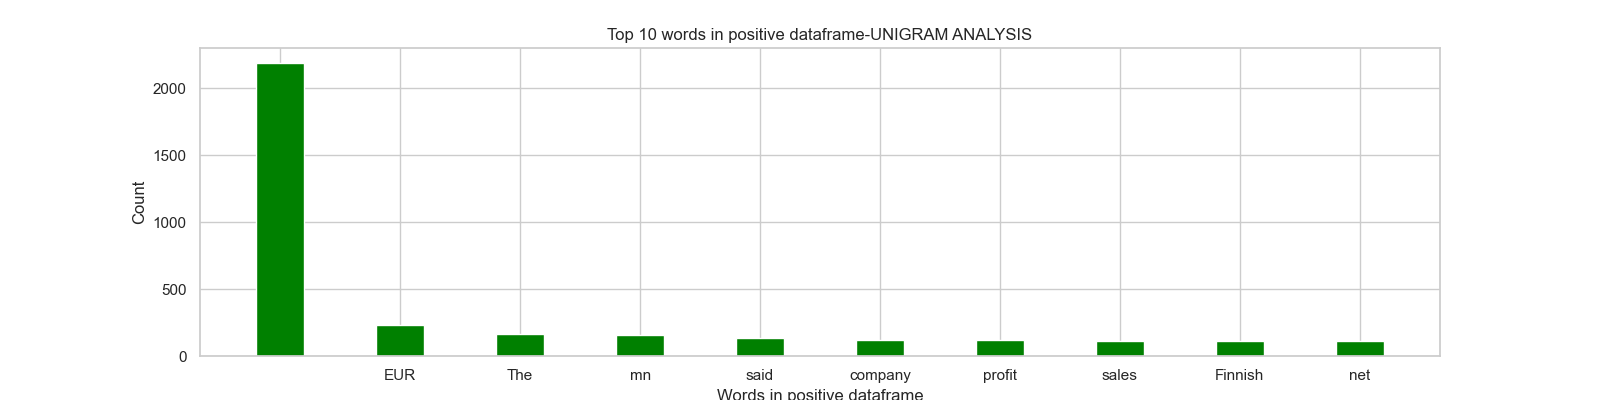 Top 10 words in positive dataframe-UNIGRAM ANALYSIS
2000
1500
1000
500
0
Count
EUR The mn said company profit sales Finnish net
Words in positive dataframe